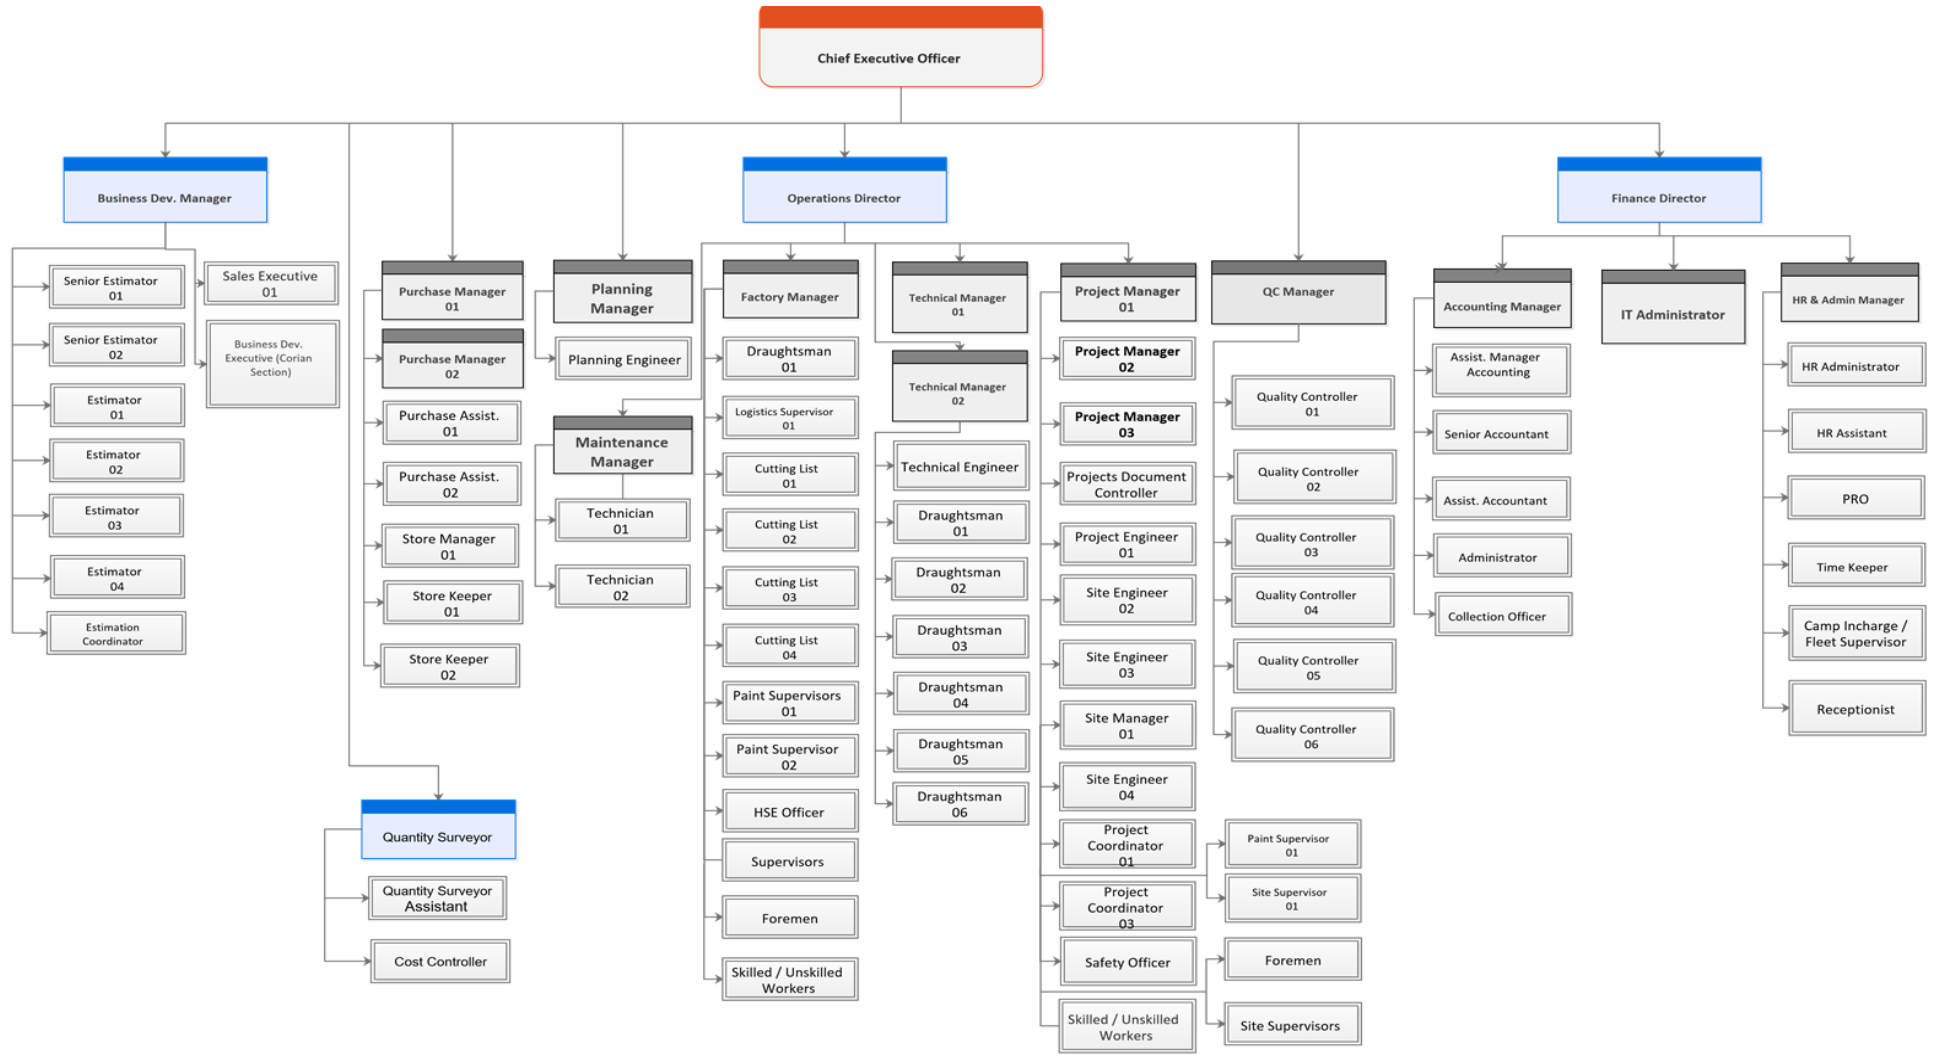 Chief Executive Officer
Business Dev. Manager
Operations Director
Finance Director
Senior Estimator
01
Senior Estimator
02
Estimator
01
Estimator
02
Estimator
03
Estimator
04
Estimation
Coordinator
Sales Executive
01
Business Dev.
Executive (Corian
Section)
Purchase Manager
01
Purchase Manager
02
Purchase Assist.
01
Purchase Assist.
02
Store Manager
01
Store Keeper
01
Store Keeper
02
Quantity Surveyor
Quantity Surveyor
Assistant
Cost Controller
Planning
Manager
Planning Engineer
Maintenance
Manager
Technician
01
Technician
02
Factory Manager
Draughtsman
01
Logistics Supervisor
01
Cutting List
01
Cutting List
02
Cutting List
03
Cutting List
04
Paint Supervisors
01
Paint Supervisor
02
HSE Officer
Supervisors
Foremen
Skilled / Unskilled
Workers
Technical Manager
01
Technical Manager
02
Technical Engineer
Draughtsman
01
Draughtsman
02
Draughtsman
03
Draughtsman
04
Draughtsman
05
Draughtsman
06
Project Manager
01
Project Manager
02
Project Manager
03
Projects Document
Controller
Project Engineer
01
Site Engineer
02
Site Engineer
03
Site Manager
01
Site Engineer
04
Project
Coordinator
01
Project
Coordinator
03
Safety Officer
Skilled / Unskilled
Workers
Paint Supervisor
01
Site Supervisor
01
Foremen
Site Supervisors
QC Manager
Quality Controller
01
Quality Controller
02
Quality Controller
03
Quality Controller
04
Quality Controller
05
Quality Controller
06
Accounting Manager
Assist. Manager
Accounting
Senior Accountant
Assist. Accountant
Administrator
Collection Officer
IT Administrator
HR & Admin Manager
HR Administrator
HR Assistant
PRO
Time Keeper
Camp Incharge /
Fleet Supervisor
Receptionist